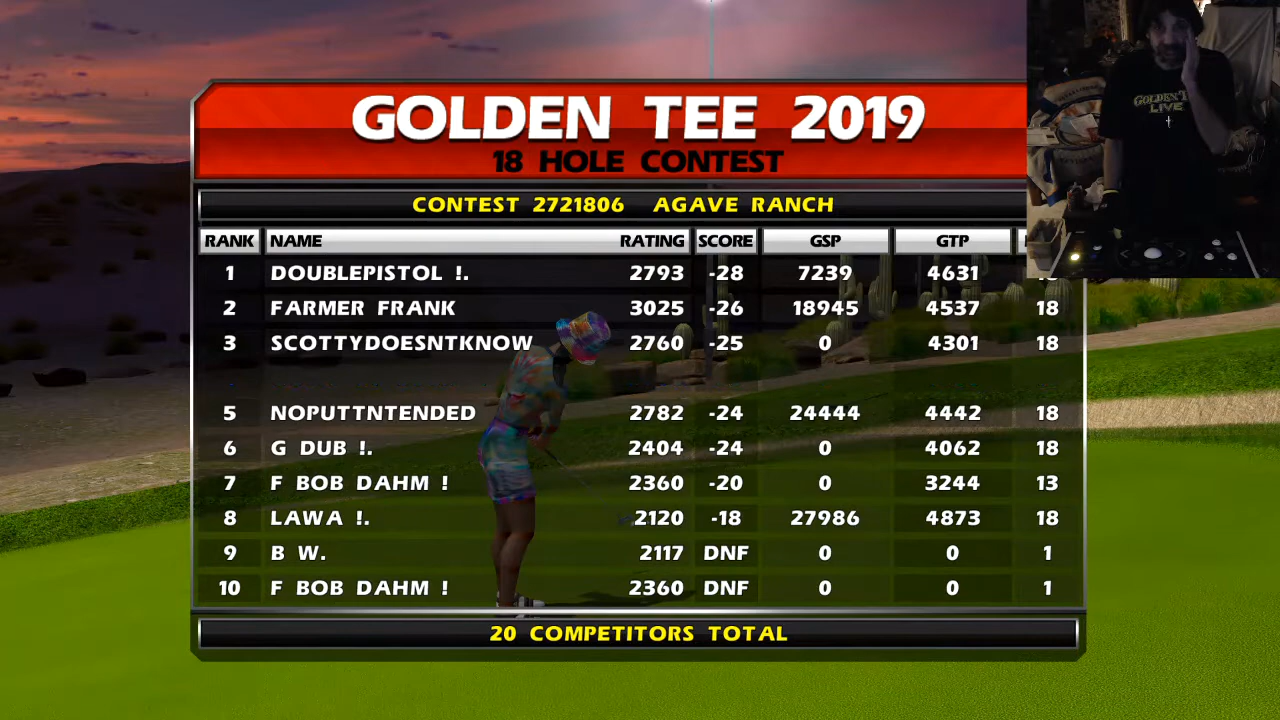 GOLDEN TEE 2019
18 HOLE CONTEST
CONTEST 2721806 AGAVE RANCH
RANK NAME RATING SCORE GSP GTP
1 DOUBLEPISTOL !. 2793 -28 7239 4631
2 FARMER FRANK 3025 -26 18945 4537 18
3 SCOTTYDOESNTKNOW 2760 -25 0 4301 18
5 NOPUTTNTENDED 2782 -24 24444 4442 18
6 G DUB !. 2404 -24 0 4062 18
7 F BOB DAHM ! 2360 -20 0 3244 13
8 LAWA !. 2120 -18 27986 4873 18
9 B W. 2117 DNF 0 0 1
10 F BOB DAHM ! 2360 DNF 0 0 1
20 COMPETITORS TOTAL
LIVE